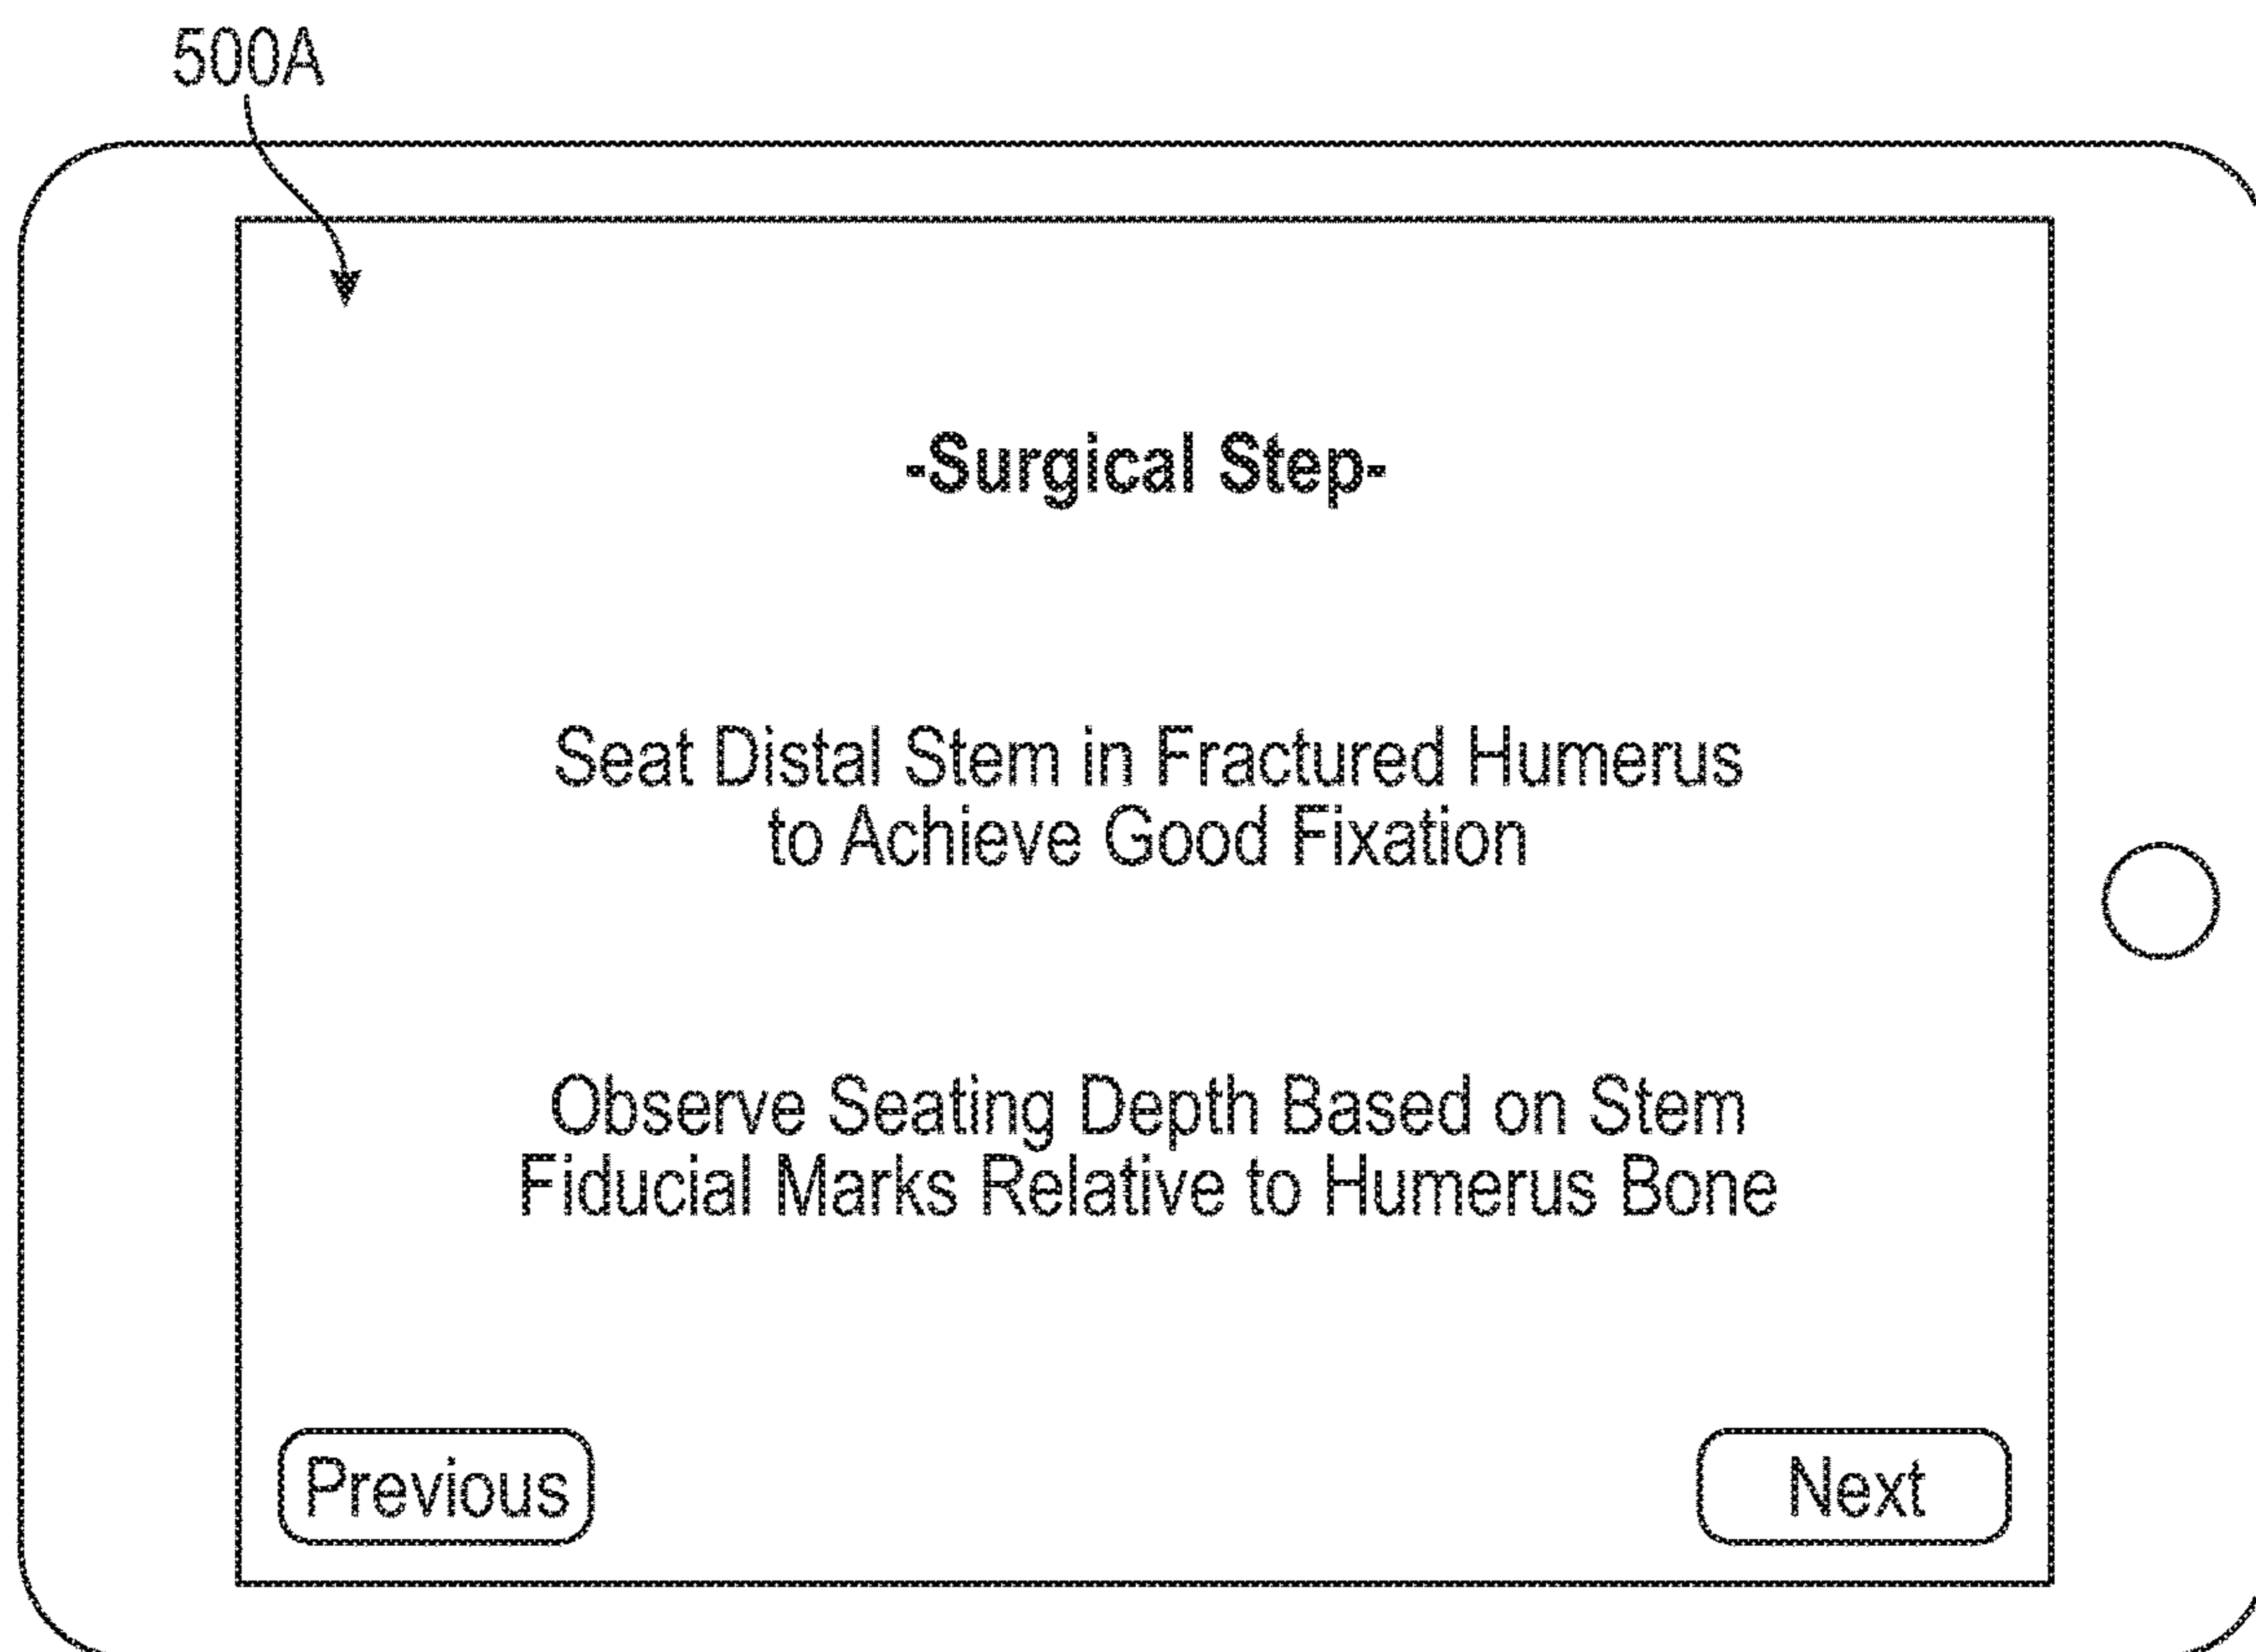 500A
-Surgical Step-
Seat Distal Stem in Fractured Humerus
to Achieve Good Fixation
Observe Seating Depth Based on Stem
Fiducial Marks Relative to Humerus Bone
Previous
Next